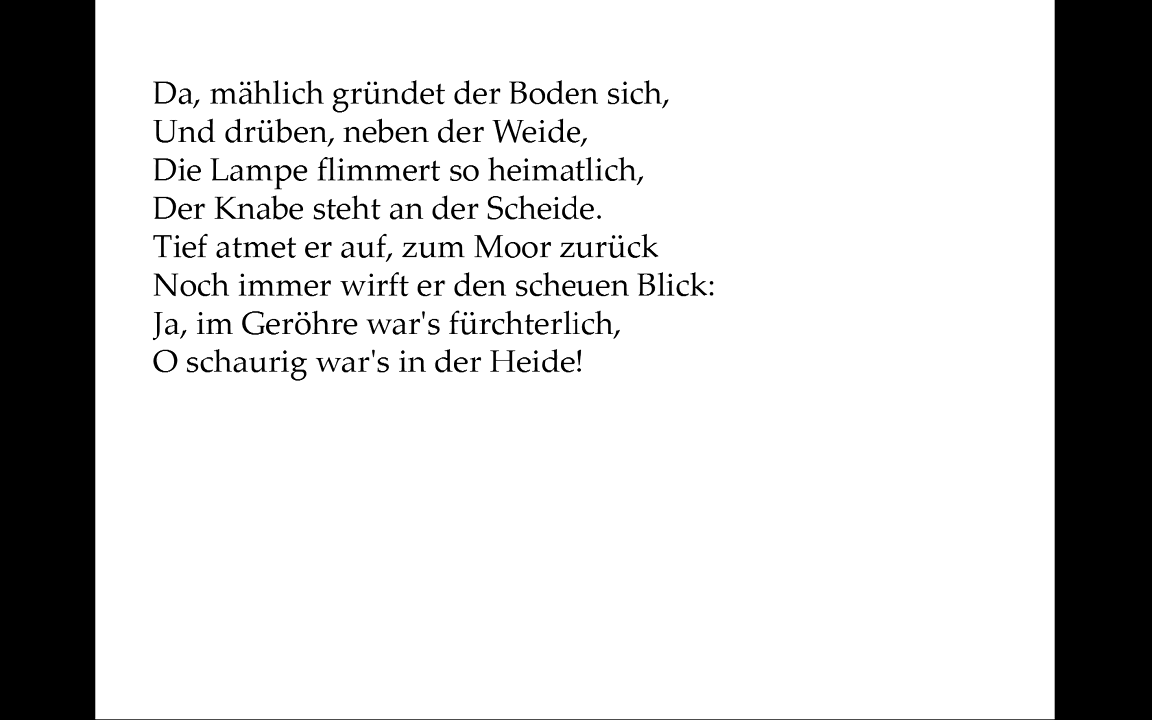 Da, mählich gründet der Boden sich,
Und drüben, neben der Weide,
Die Lampe flimmert so heimatlich,
Der Knabe steht an der Scheide.
Tief atmet er auf, zum Moor zurück
Noch immer wirft er den scheuen Blick:
Ja, im Geröhre war's fürchterlich,
O schaurig war's in der Heide!